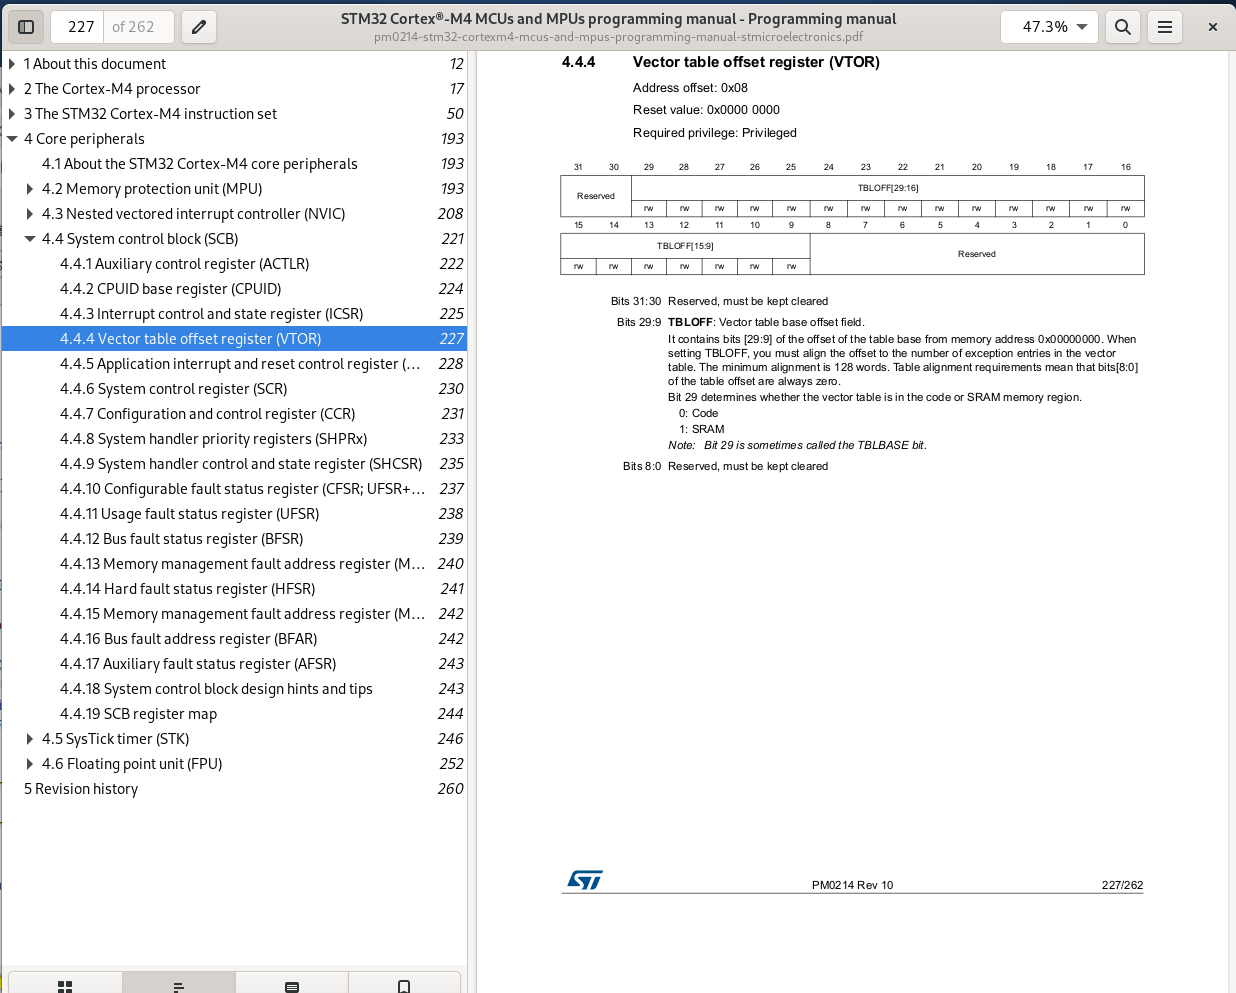 227 of 262
STM32 Cortex®-M4 MCUs and MPUs programming manual - Programming manual
pm0214-stm32-cortexm4-mcus-and-mpus-programming-manual-stmicroelectronics.pdf
47.3%
1 About this document 12
2 The Cortex-M4 processor 17
3 The STM32 Cortex-M4 instruction set 50
4 Core peripherals 193
4.1 About the STM32 Cortex-M4 core peripherals 193
4.2 Memory protection unit (MPU) 193
4.3 Nested vectored interrupt controller (NVIC) 208
4.4 System control block (SCB) 221
4.4.1 Auxiliary control register (ACTLR) 222
4.4.2 CPUID base register (CPUID) 224
4.4.3 Interrupt control and state register (ICSR) 225
4.4.4 Vector table offset register (VTOR) 227
4.4.5 Application interrupt and reset control register (... 228
4.4.6 System control register (SCR) 230
4.4.7 Configuration and control register (CCR) 231
4.4.8 System handler priority registers (SHPRx) 233
4.4.9 System handler control and state register (SHCSR) 235
4.4.10 Configurable fault status register (CFSR; UFSR+... 237
4.4.11 Usage fault status register (UFSR) 238
4.4.12 Bus fault status register (BFSR) 239
4.4.13 Memory management fault address register (M... 240
4.4.14 Hard fault status register (HFSR) 241
4.4.15 Memory management fault address register (M... 242
4.4.16 Bus fault address register (BFAR) 242
4.4.17 Auxiliary fault status register (AFSR) 243
4.4.18 System control block design hints and tips 243
4.4.19 SCB register map 244
4.5 SysTick timer (STK) 246
4.6 Floating point unit (FPU) 252
5 Revision history 260
4.4.4 Vector table offset register (VTOR)
Address offset: 0x08
Reset value: 0x0000 0000
Required privilege: Privileged
31 30 29 28 27 26 25 24 23 22 21 20 19 18 17 16
Reserved TBLOFF[29:16]
rw rw rw rw rw rw rw rw rw rw rw rw rw rw
15 14 13 12 11 10 9 8 7 6 5 4 3 2 1 0
TBLOFF[15:9] Reserved
rw rw rw rw rw rw rw
Bits 31:30 Reserved, must be kept cleared
Bits 29:9 TBLOFF: Vector table base offset field.
It contains bits [29:9] of the offset of the table base from memory address 0x00000000. When
setting TBLOFF, you must align the offset to the number of exception entries in the vector
table. The minimum alignment is 128 words. Table alignment requirements mean that bits[8:0]
of the table offset are always zero.
Bit 29 determines whether the vector table is in the code or SRAM memory region.
0: Code
1: SRAM
Note: Bit 29 is sometimes called the TBLBASE bit.
Bits 8:0 Reserved, must be kept cleared
ST
PM0214 Rev 10
227/262